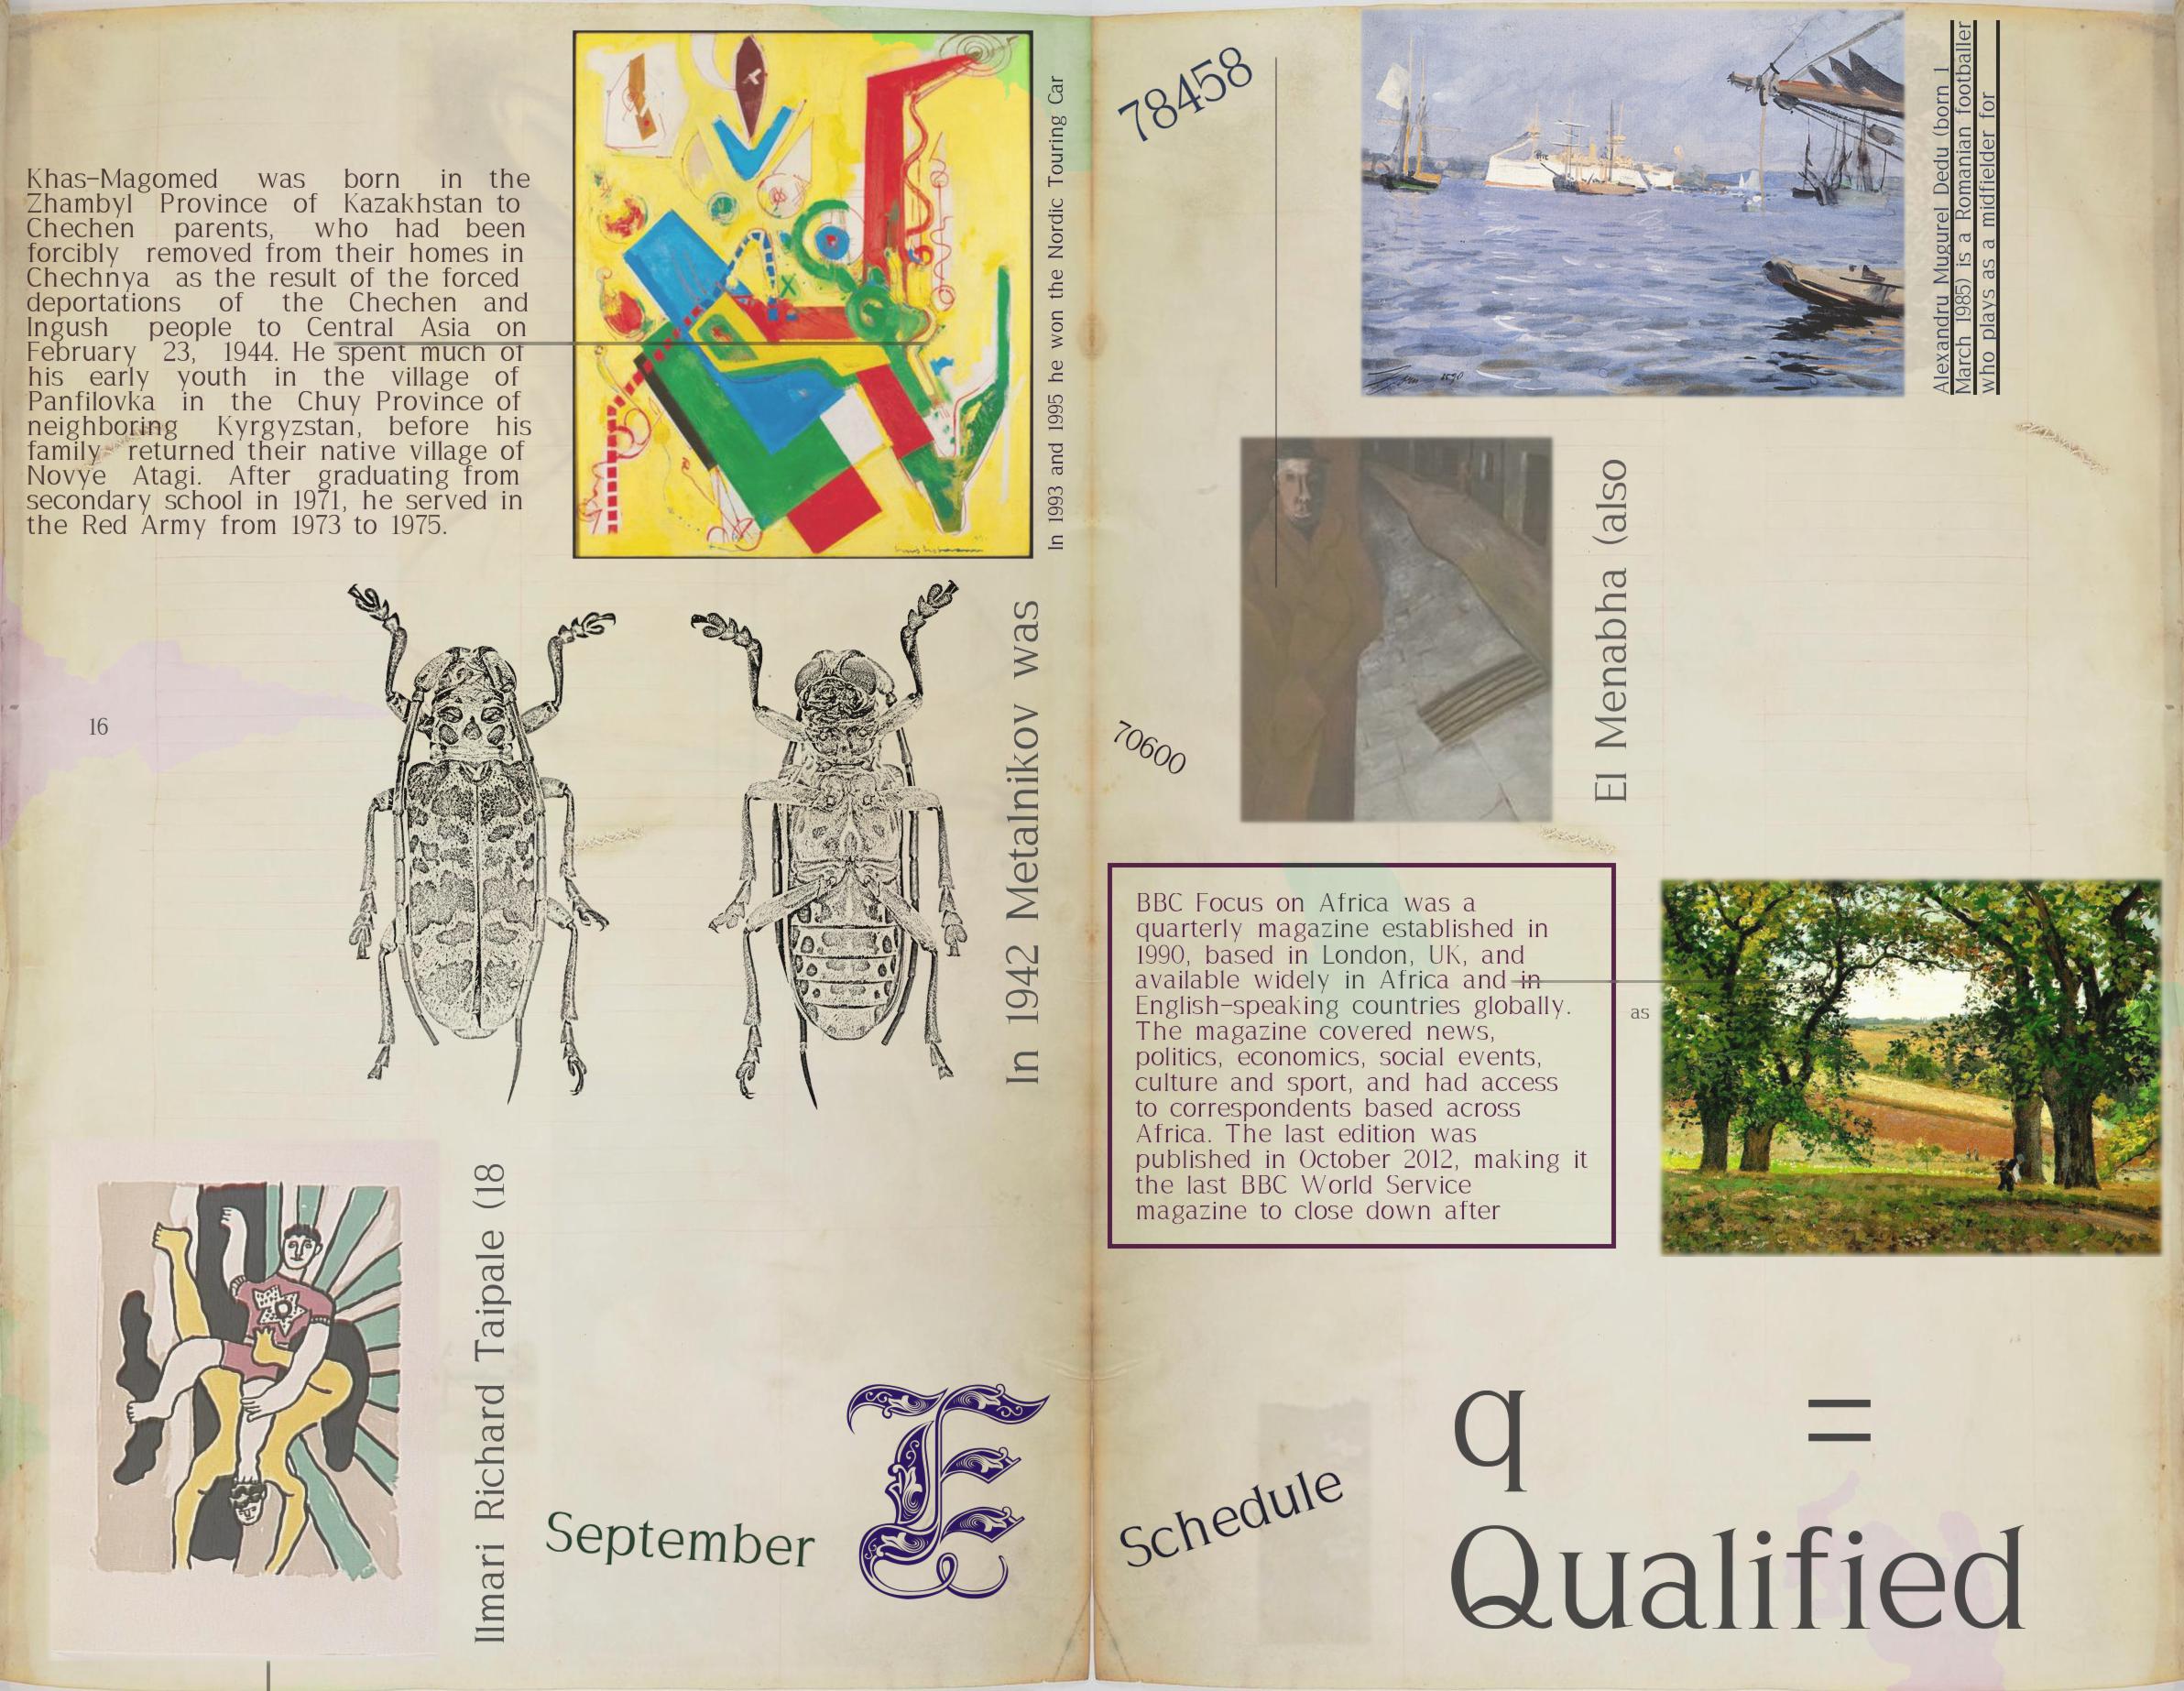 Khas-Magomed was born in the
Zhambyl Province of Kazakhstan to
Chechen parents, who had been
forcibly removed from their homes in
Chechnya as the result of the forced
deportations of the Chechen and
Ingush people to Central Asia on
February 23, 1944. He spent much of
his early youth in the village of
Panfilovka in the Chuy Province of
neighboring Kyrgyzstan, before his
family returned their native village of
Novye Atagi. After graduating from
secondary school in 1971, he served in
the Red Army from 1973 to 1975.
In 1993 and 1995 he won the Nordic Touring Car
16
In 1942 Metalnikov was
Ilmari Richard Taipale (18
September
E
78458
Alexandru Mugurel Dedu (born 1
March 1985) is a Romanian footballer
who plays as a midfielder for
El Menabha (also
70600
BBC Focus on Africa was a
quarterly magazine established in
1990, based in London, UK, and
available widely in Africa and in
English-speaking countries globally.
The magazine covered news,
politics, economics, social events,
culture and sport, and had access
to correspondents based across
Africa. The last edition was
published in October 2012, making it
the last BBC World Service
magazine to close down after
as
Schedule
q =
Qualified